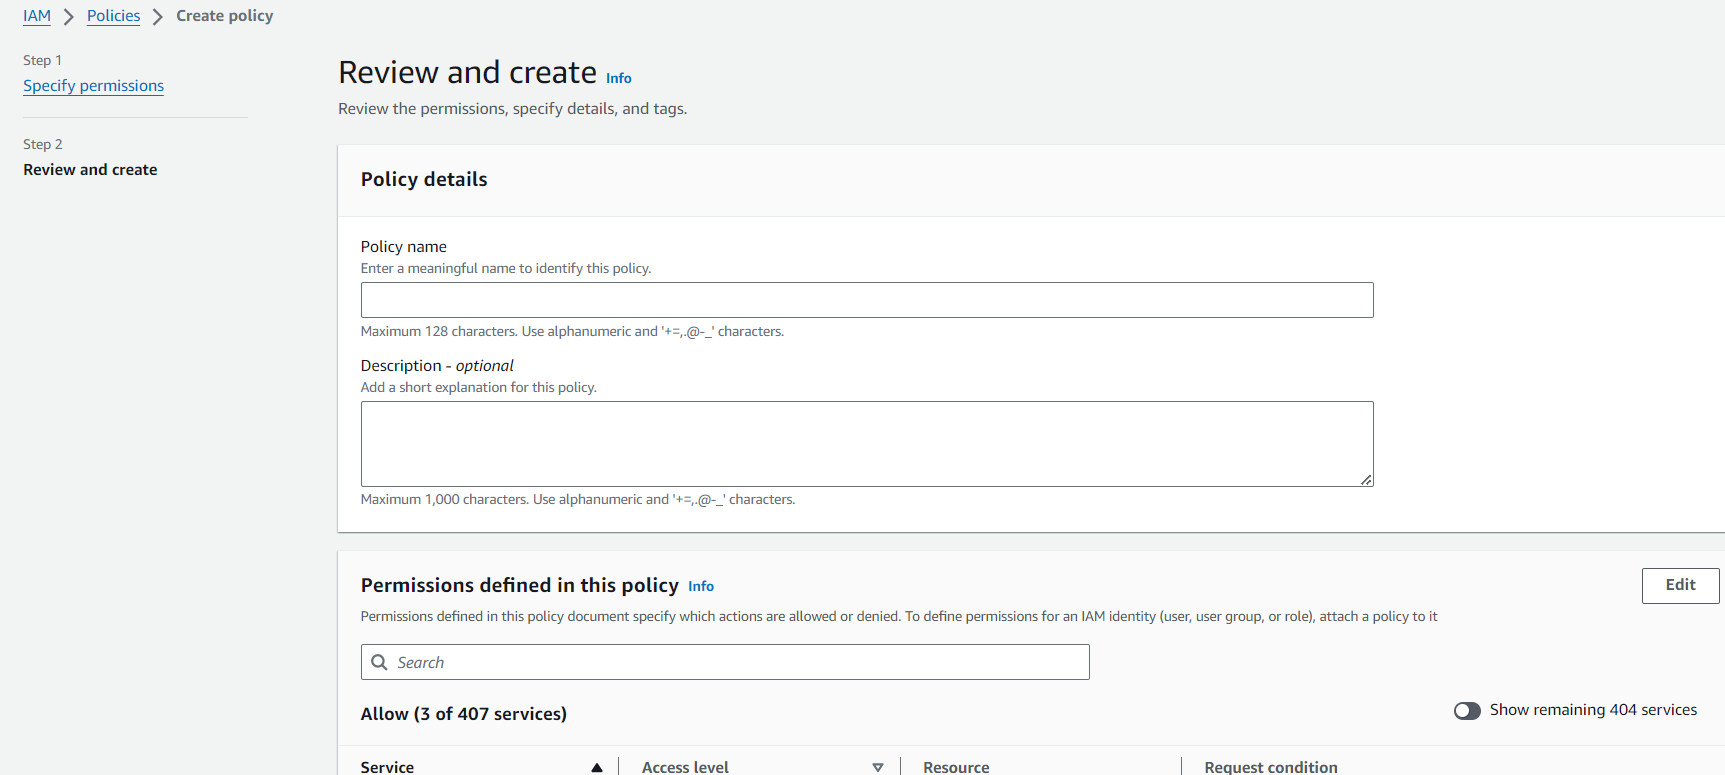 IAM > Policies > Create policy
Step 1
Specify permissions
Step 2
Review and create
Review and create Info
Review the permissions, specify details, and tags.
Policy details
Policy name
Enter a meaningful name to identify this policy.
Maximum 128 characters. Use alphanumeric and '+=,.@-_' characters.
Description - optional
Add a short explanation for this policy.
Maximum 1,000 characters. Use alphanumeric and '+=,.@-_' characters.
Permissions defined in this policy Info
Edit
Permissions defined in this policy document specify which actions are allowed or denied. To define permissions for an IAM identity (user, user group, or role), attach a policy to it
Search
Allow (3 of 407 services)
Show remaining 404 services
Service Access level Resource Request condition